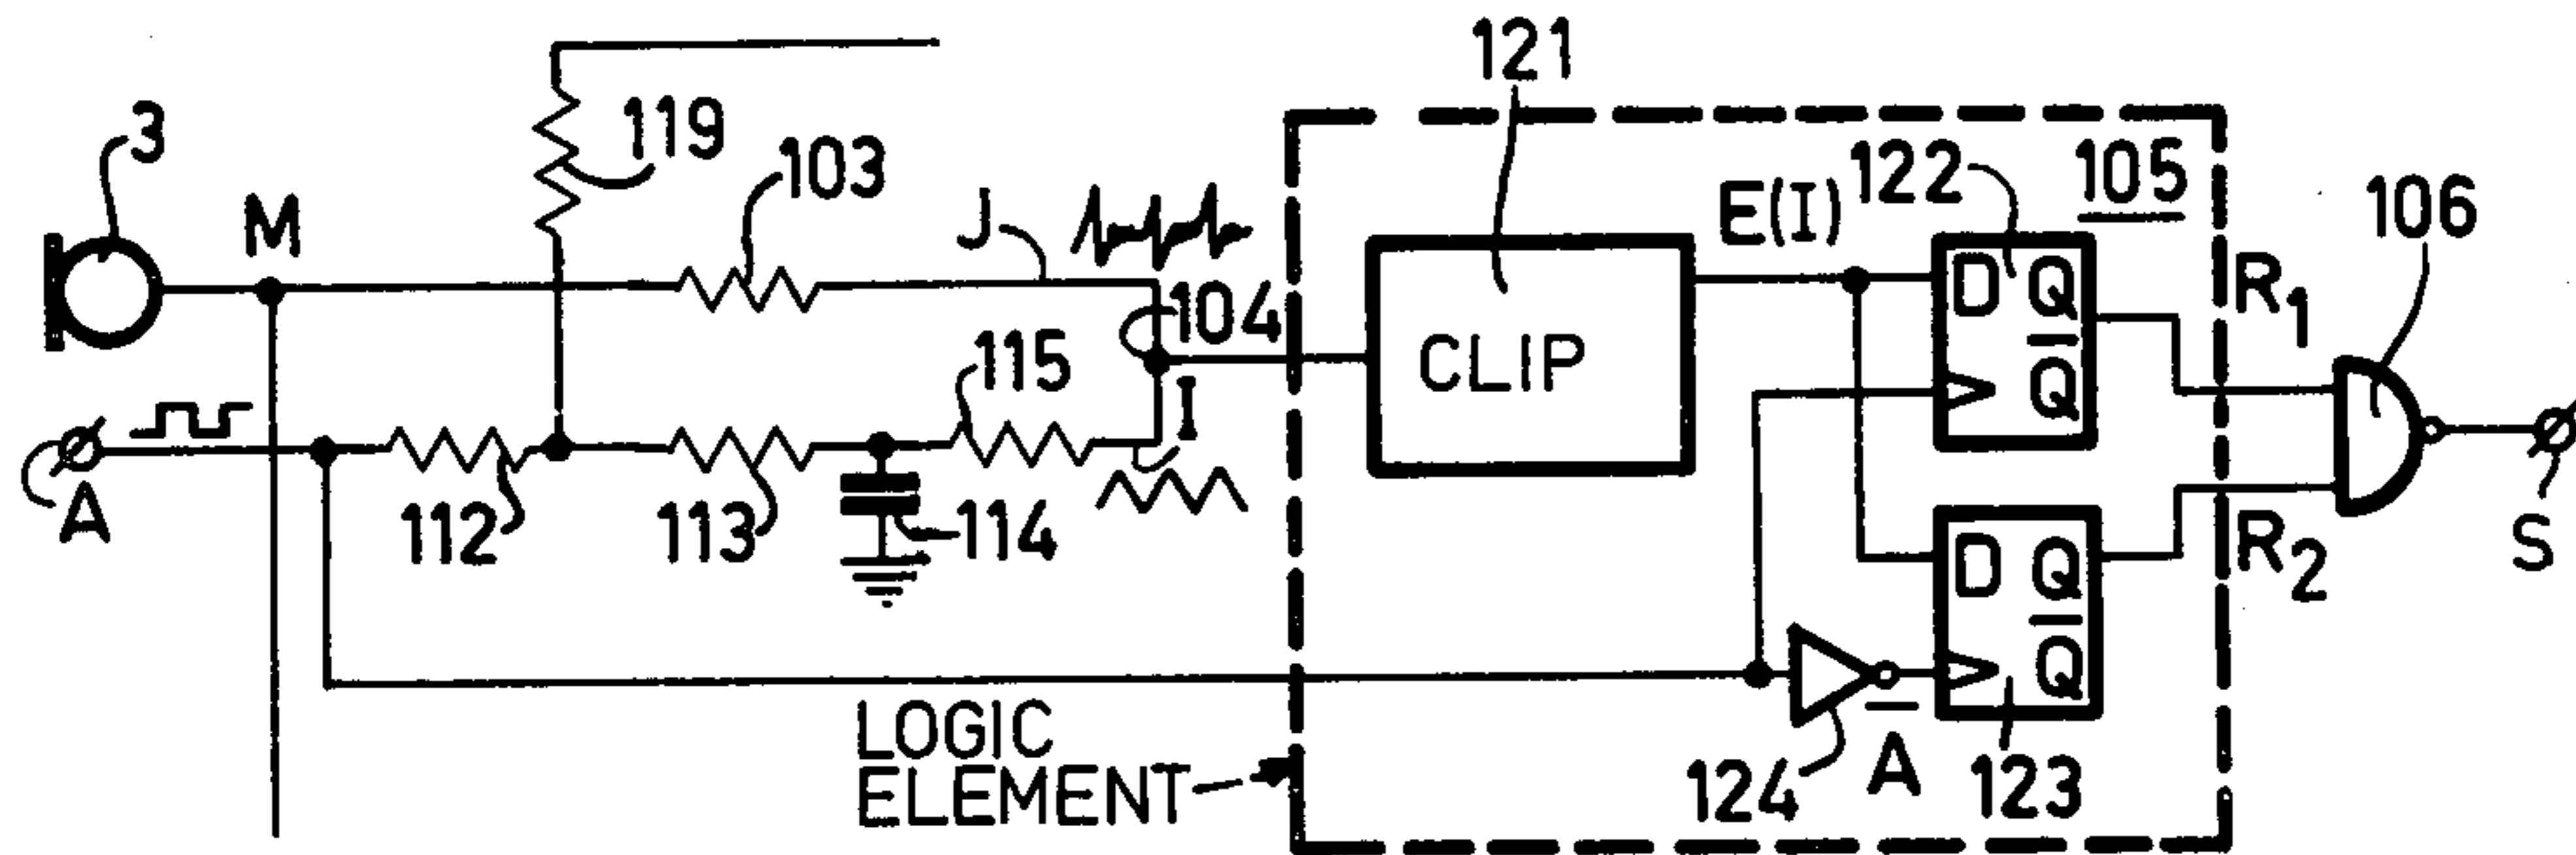 121
3
119
103
M
J
E(I)
122
105
106
104
R1
D Q
Q̅
115
I
CLIP
A
112
113
114
D Q
Q̅
R2
S
LOGIC
ELEMENT
124
A̅
123